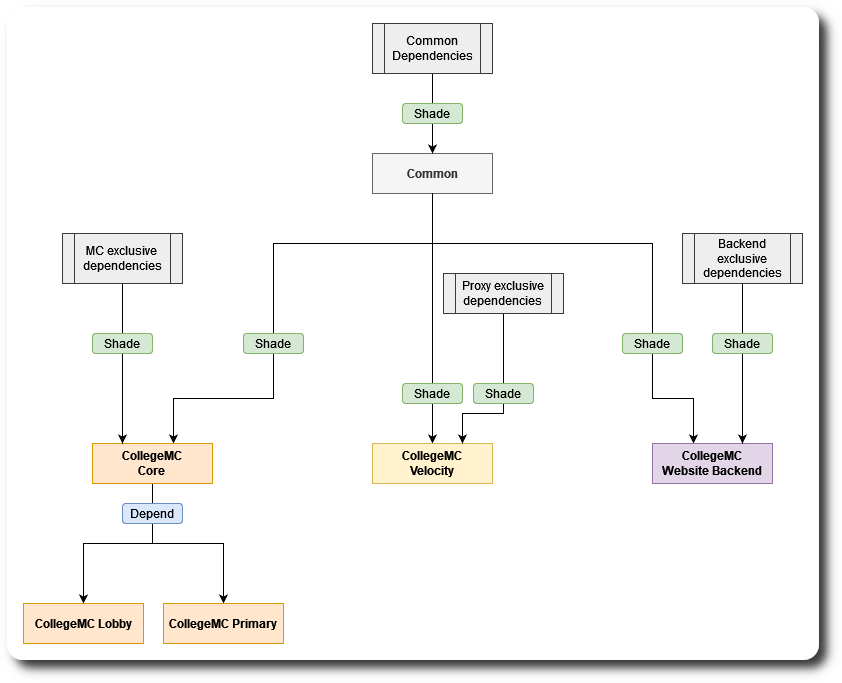 Common
Dependencies
Shade
Common
MC exclusive
dependencies
Backend
exclusive
dependencies
Proxy exclusive
dependencies
Shade
Shade
Shade
Shade
Shade
Shade
CollegeMC
Core
CollegeMC
Velocity
CollegeMC
Website Backend
Depend
CollegeMC Lobby
CollegeMC Primary